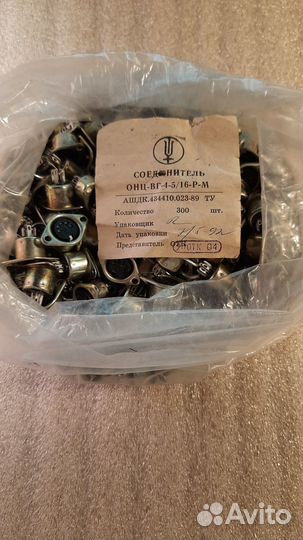 СОЕДИНИТЕЛЬ
ОНЦ-ВГ-4-5/16-Р-М
АШДК.434410.023-89 ТУ
Количество 300 шт.
Упаковщик
Дата упаковки
Представитель ОТК 04
Avito